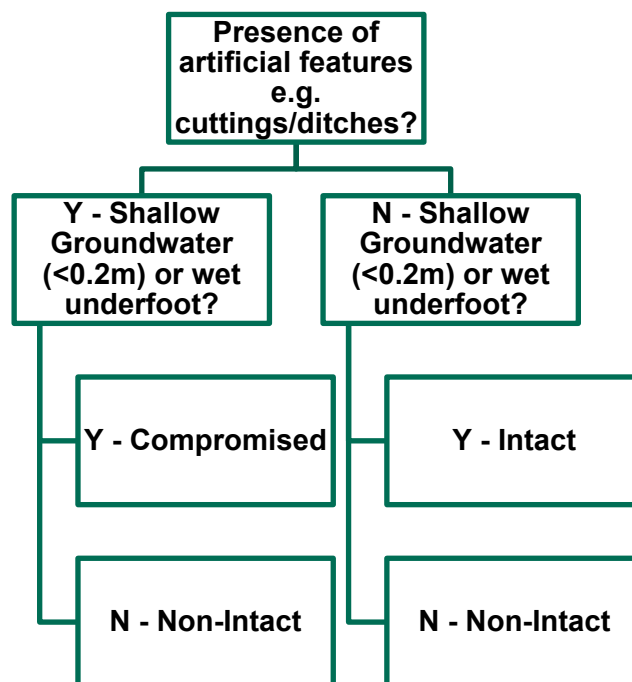 Presence of
artificial features
e.g.
cuttings/ditches?
Y - Shallow
Groundwater
(<0.2m) or wet
underfoot?
N - Shallow
Groundwater
(<0.2m) or wet
underfoot?
Y - Compromised
Y - Intact
N - Non-Intact
N - Non-Intact